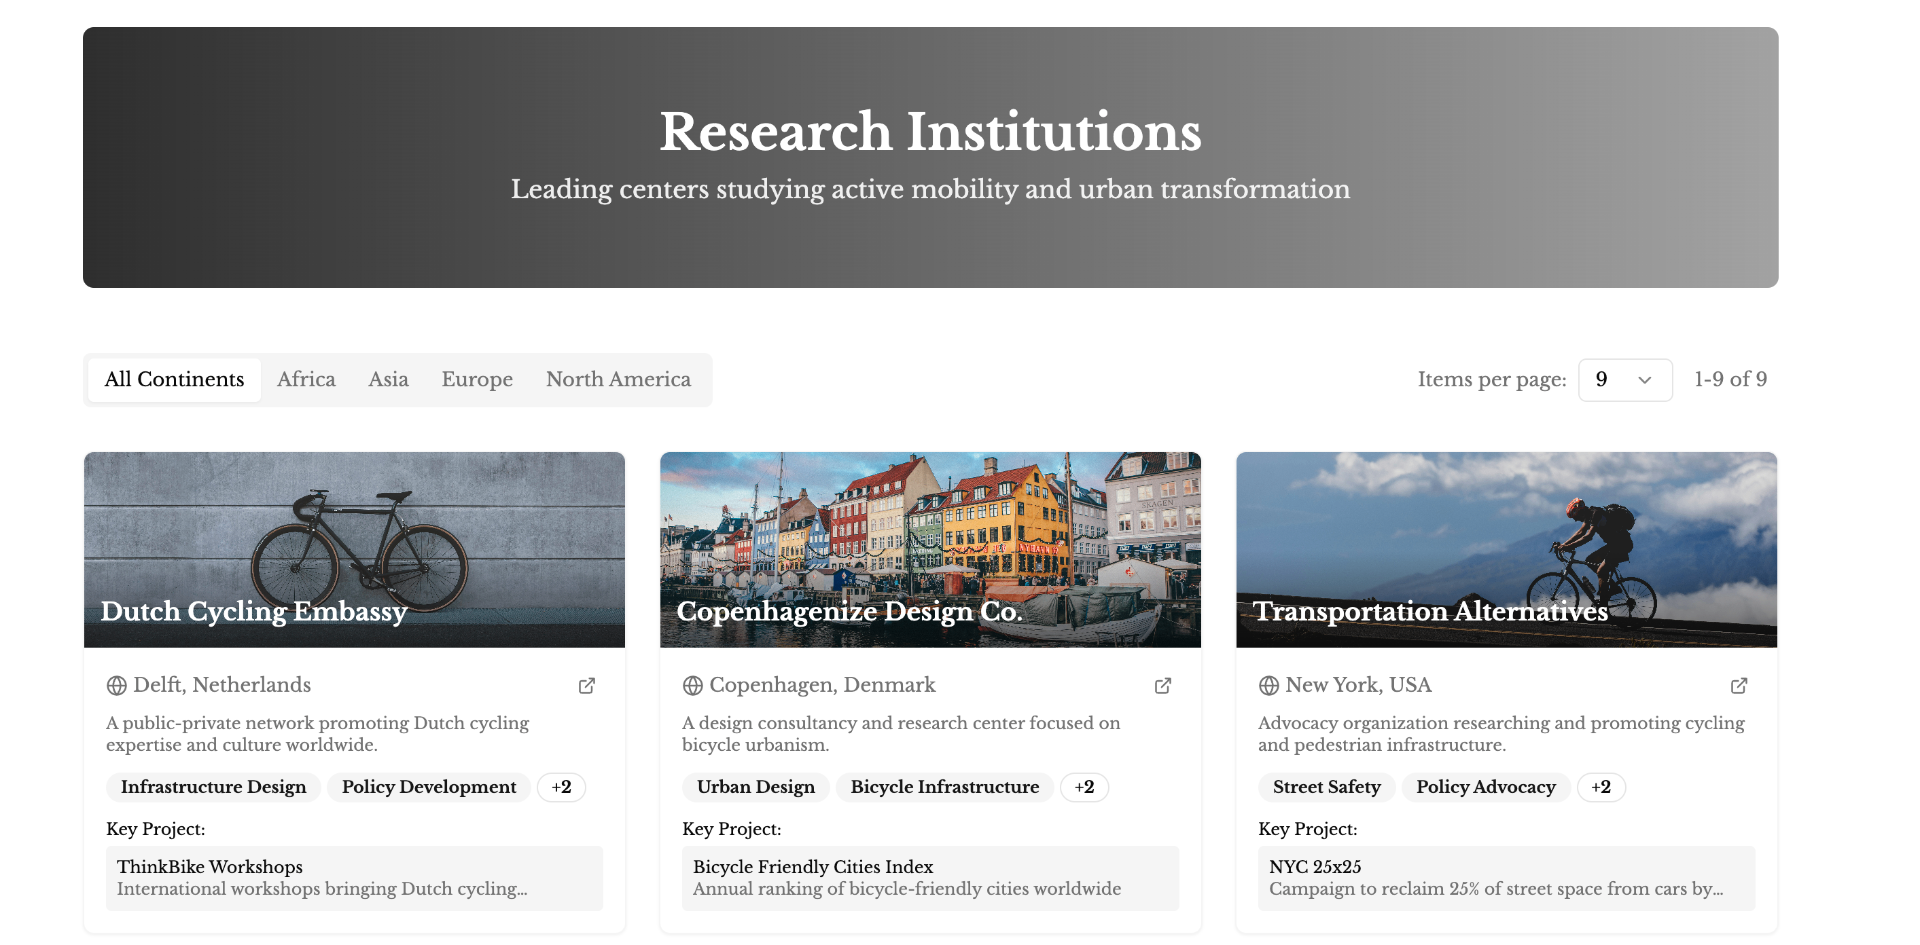 Research Institutions
Leading centers studying active mobility and urban transformation
All Continents Africa Asia Europe North America
Items per page: 9 1-9 of 9
SKAGEN
Dutch Cycling Embassy
Copenhagenize Design Co.
Transportation Alternatives
Delft, Netherlands
A public-private network promoting Dutch cycling
expertise and culture worldwide.
Infrastructure Design Policy Development +2
Key Project:
ThinkBike Workshops
International workshops bringing Dutch cycling...
Copenhagen, Denmark
A design consultancy and research center focused on
bicycle urbanism.
Urban Design Bicycle Infrastructure +2
Key Project:
Bicycle Friendly Cities Index
Annual ranking of bicycle-friendly cities worldwide
New York, USA
Advocacy organization researching and promoting cycling
and pedestrian infrastructure.
Street Safety Policy Advocacy +2
Key Project:
NYC 25x25
Campaign to reclaim 25% of street space from cars by...